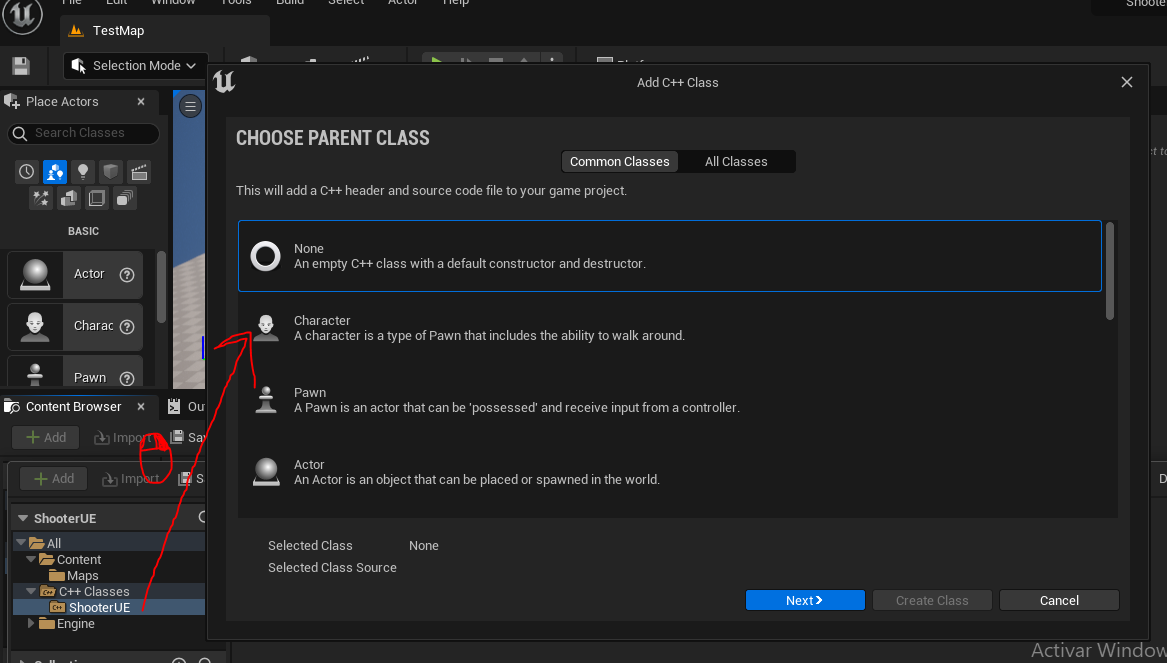 File Edit Window Tools Build Select Actor Help
TestMap
Selection Mode
Place Actors
Search Classes
BASIC
Actor
Charac
Pawn
Content Browser
Add Import
Add Import
ShooterUE
All
Content
Maps
C++ Classes
ShooterUE
Engine
Add C++ Class
CHOOSE PARENT CLASS
Common Classes All Classes
This will add a C++ header and source code file to your game project.
None
An empty C++ class with a default constructor and destructor.
Character
A character is a type of Pawn that includes the ability to walk around.
Pawn
A Pawn is an actor that can be 'possessed' and receive input from a controller.
Actor
An Actor is an object that can be placed or spawned in the world.
Selected Class None
Selected Class Source
Next Create Class Cancel
Activar Window